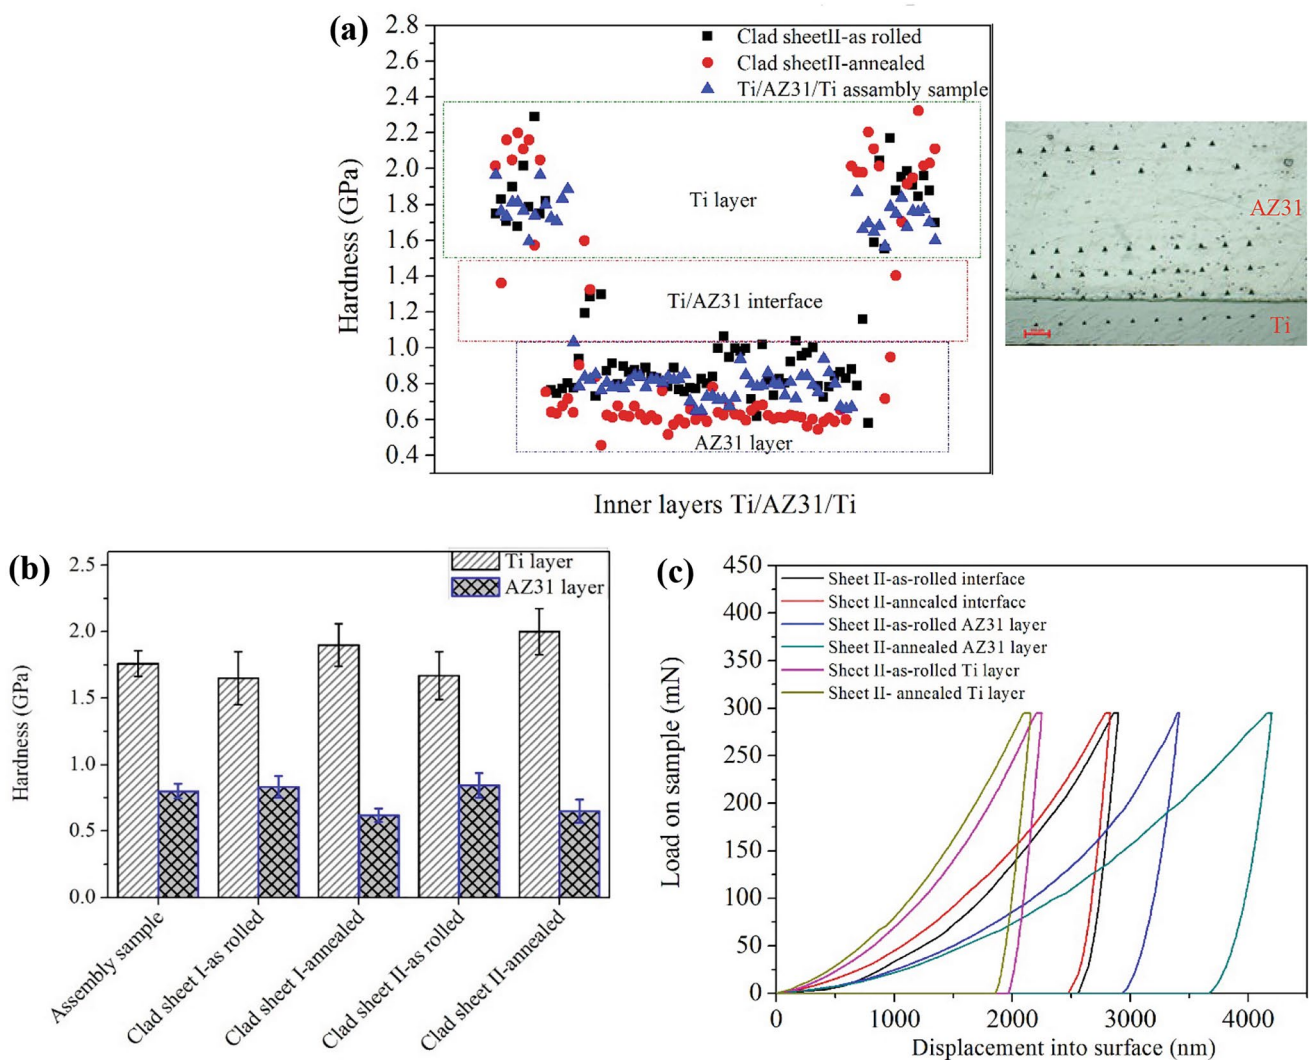 (a)
2.8
2.6
2.4
2.2
2.0
1.8
1.6
1.4
1.2
1.0
0.8
0.6
0.4
Hardness (GPa)
Clad sheetII-as rolled
Clad sheetII-annealed
Ti/AZ31/Ti assambly sample
Ti layer
Ti/AZ31 interface
AZ31 layer
Inner layers Ti/AZ31/Ti
AZ31
Ti
(b)
2.5
2.0
1.5
1.0
0.5
0.0
Hardness (GPa)
Ti layer
AZ31 layer
Assembly sample
Clad sheet I-as rolled
Clad sheet I-annealed
Clad sheet II-as rolled
Clad sheet II-annealed
(c)
450
400
350
300
250
200
150
100
50
0
Load on sample (mN)
Sheet II-as-rolled interface
Sheet II-annealed interface
Sheet II-as-rolled AZ31 layer
Sheet II-annealed AZ31 layer
Sheet II-as-rolled Ti layer
Sheet II- annealed Ti layer
0 1000 2000 3000 4000
Displacement into surface (nm)